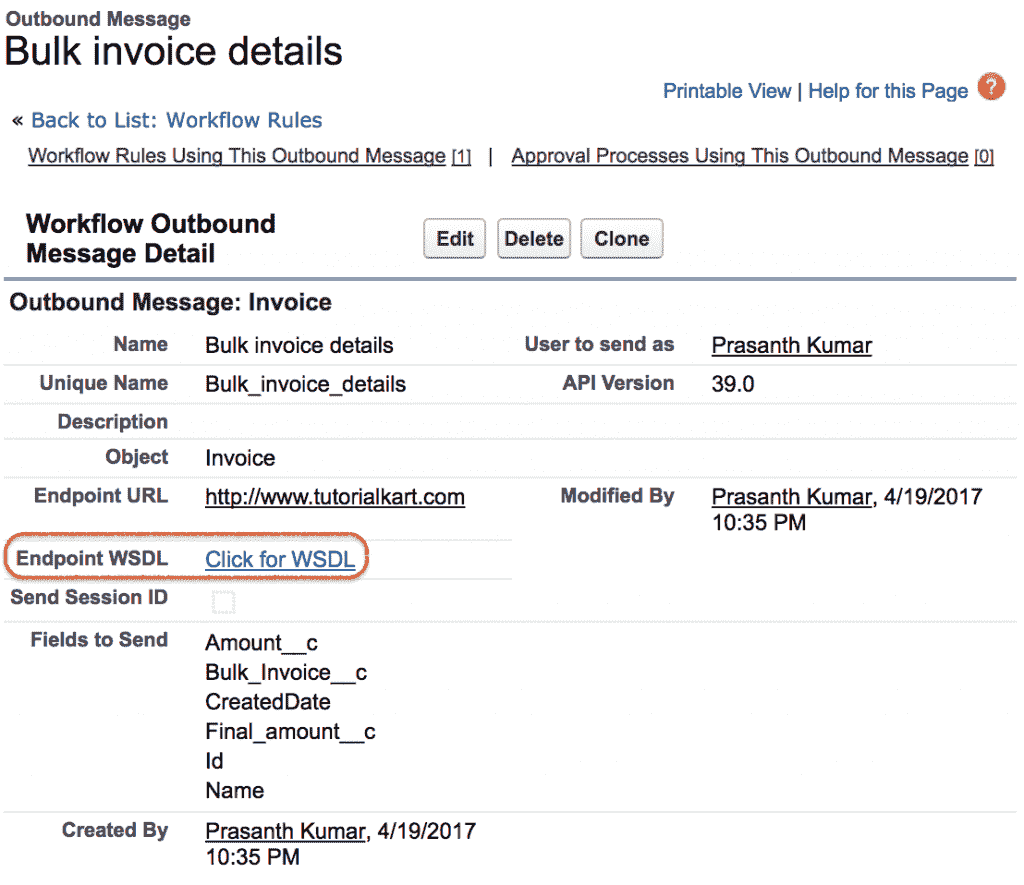 Outbound Message
Bulk invoice details
Printable View | Help for this Page ?
« Back to List: Workflow Rules
Workflow Rules Using This Outbound Message [1] | Approval Processes Using This Outbound Message [0]
Workflow Outbound
Message Detail
Edit Delete Clone
Outbound Message: Invoice
Name Bulk invoice details User to send as Prasanth Kumar
Unique Name Bulk_invoice_details API Version 39.0
Description
Object Invoice
Endpoint URL http://www.tutorialkart.com Modified By Prasanth Kumar, 4/19/2017
10:35 PM
Endpoint WSDL Click for WSDL
Send Session ID
Fields to Send Amount__c
Bulk_Invoice__c
CreatedDate
Final_amount__c
Id
Name
Created By Prasanth Kumar, 4/19/2017
10:35 PM